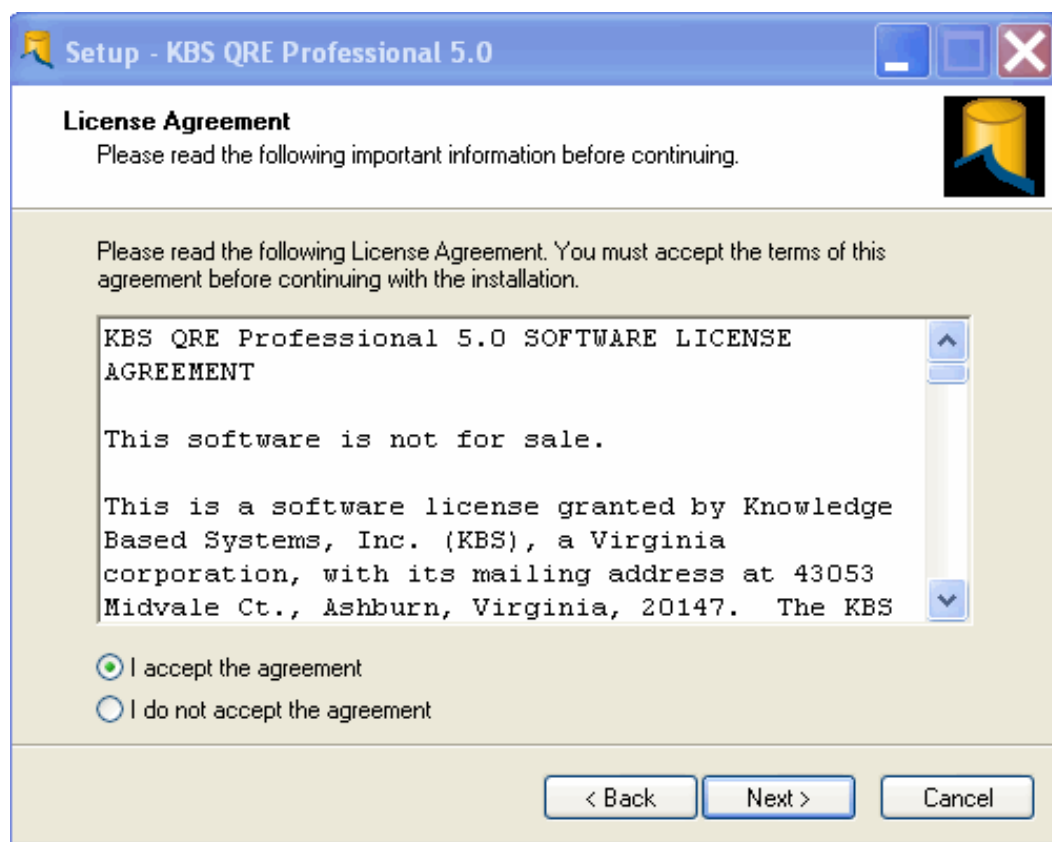 Setup - KBS QRE Professional 5.0
License Agreement
Please read the following important information before continuing.
Please read the following License Agreement. You must accept the terms of this
agreement before continuing with the installation.
KBS QRE Professional 5.0 SOFTWARE LICENSE
AGREEMENT
This software is not for sale.
This is a software license granted by Knowledge
Based Systems, Inc. (KBS), a Virginia
corporation, with its mailing address at 43053
Midvale Ct., Ashburn, Virginia, 20147.  The KBS
I accept the agreement
I do not accept the agreement
< Back
Next >
Cancel